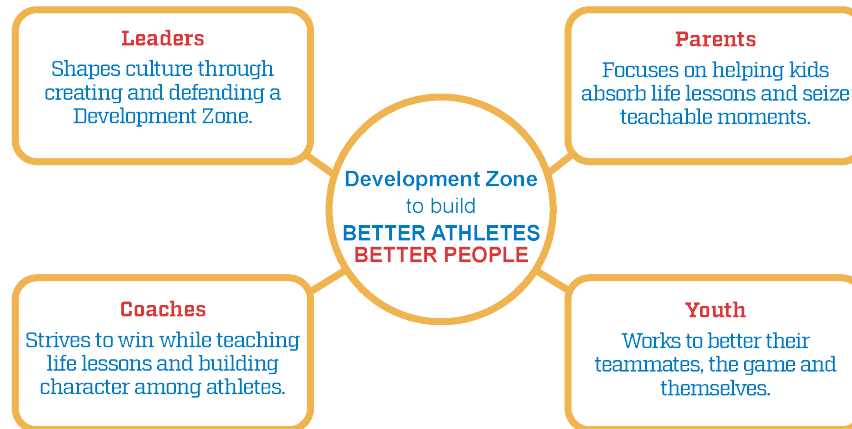 Leaders
Shapes culture through
creating and defending a
Development Zone.
Parents
Focuses on helping kids
absorb life lessons and seize
teachable moments.
Development Zone
to build
BETTER ATHLETES
BETTER PEOPLE
Coaches
Strives to win while teaching
life lessons and building
character among athletes.
Youth
Works to better their
teammates, the game and
themselves.